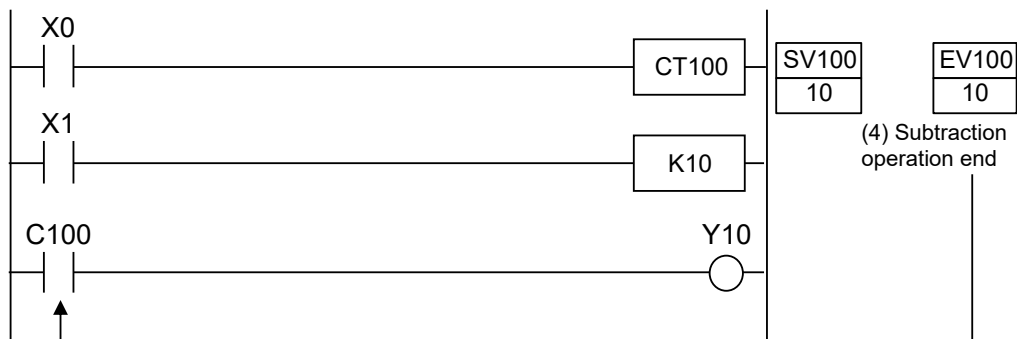 X0
CT100
SV100
10
EV100
10
(4) Subtraction
operation end
X1
K10
C100
Y10